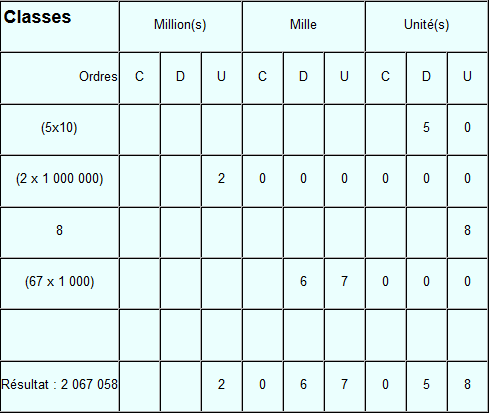 Classes Million(s) Mille Unité(s)
Ordres C D U C D U C D U
(5x10) 5 0
(2 x 1 000 000) 2 0 0 0 0 0 0
8 8
(67 x 1 000) 6 7 0 0 0
Résultat : 2 067 058 2 0 6 7 0 5 8